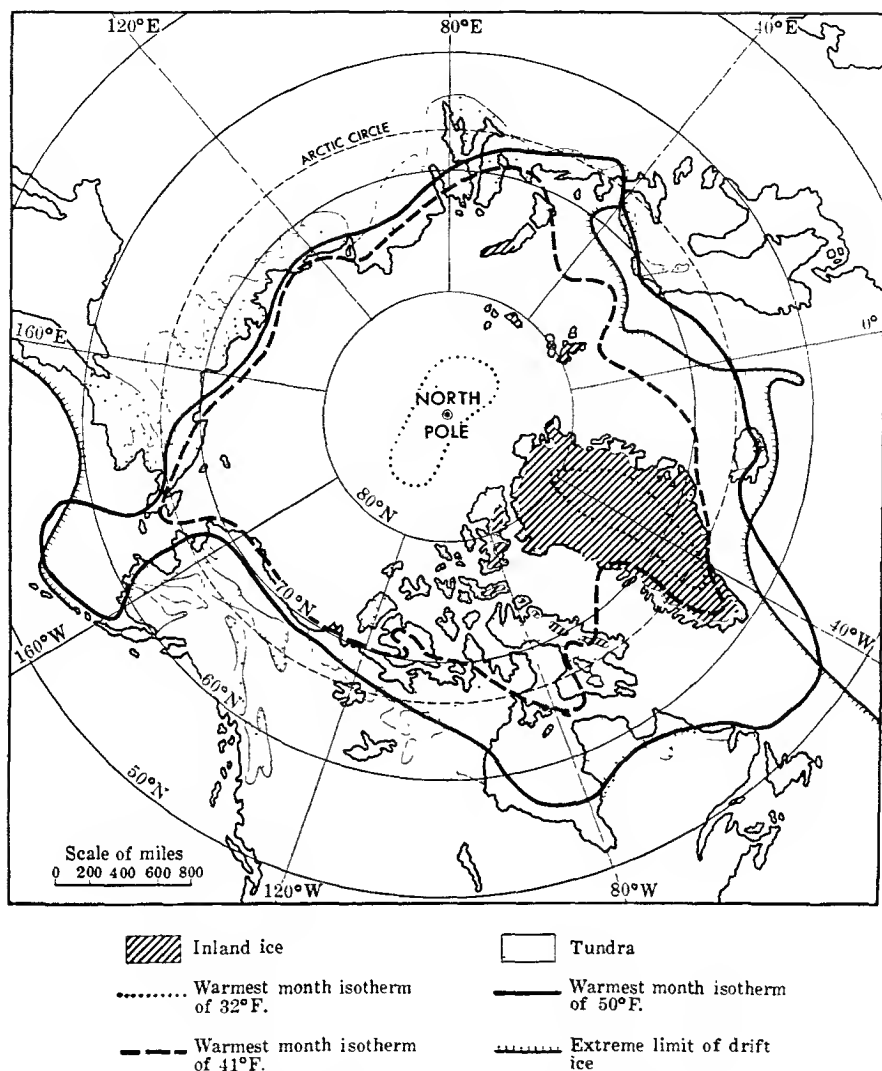 120°E
80°E
40°E
ARCTIC CIRCLE
160°E
0°
NORTH
POLE
80°N
70°N
160°W
60°N
40°W
50°N
Scale of miles
0 200 400 600 800
120°W
80°W
Inland ice
Tundra
Warmest month isotherm
of 32°F.
Warmest month isotherm
of 50°F.
Warmest month isotherm
of 41°F.
Extreme limit of drift
ice